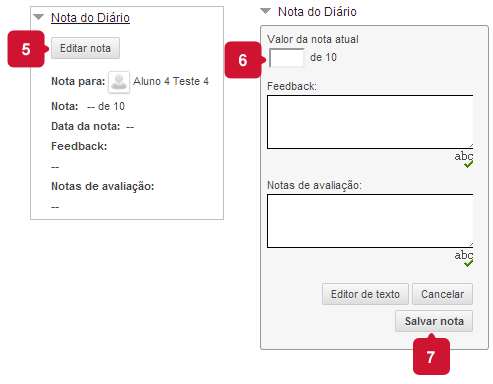 Nota do Diário
5
Editar nota
Nota para: Aluno 4 Teste 4
Nota: -- de 10
Data da nota: --
Feedback:
--
Notas de avaliação:
--
Nota do Diário
Valor da nota atual
6
de 10
Feedback:
abc
Notas de avaliação:
abc
Editor de texto Cancelar
Salvar nota
7